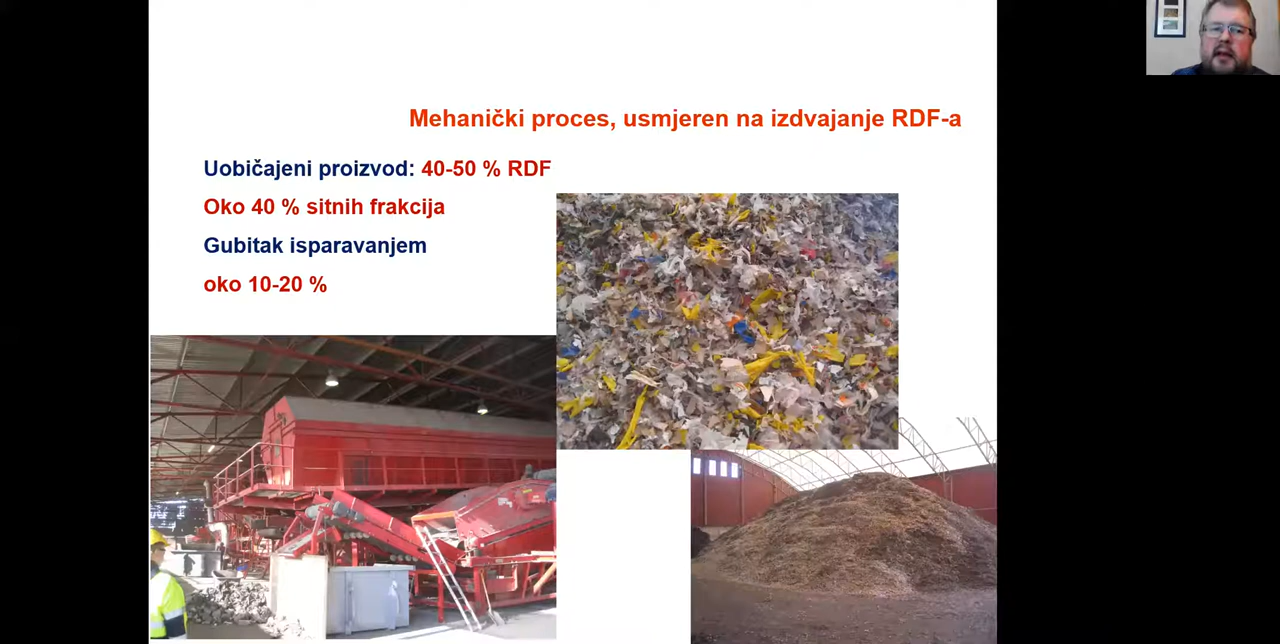 Mehanički proces, usmjeren na izdvajanje RDF-a
Uobičajeni proizvod: 40-50 % RDF
Oko 40 % sitnih frakcija
Gubitak isparavanjem
oko 10-20 %